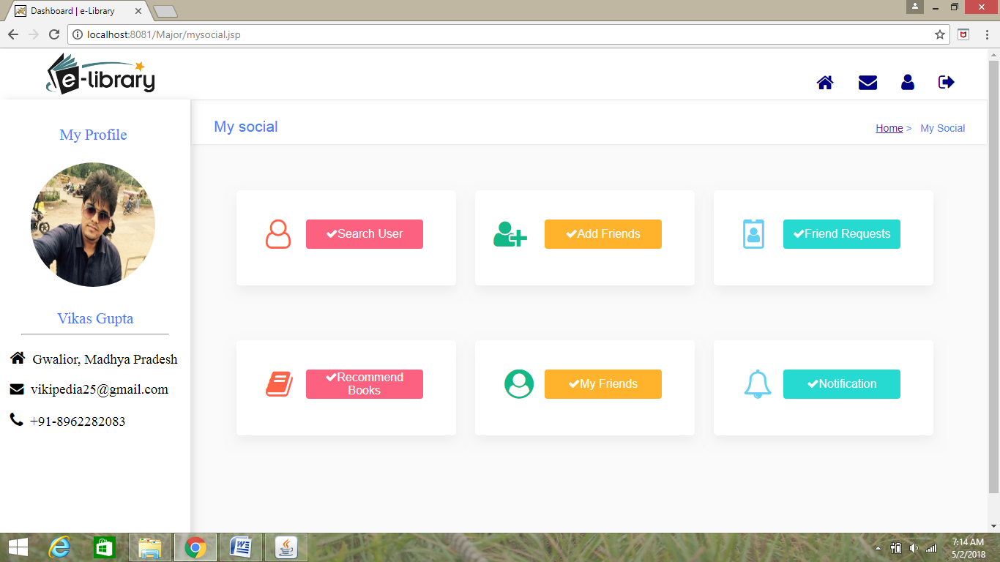 Dashboard | e-Library
localhost:8081/Major/mysocial.jsp
e-library
My Profile
Vikas Gupta
Gwalior, Madhya Pradesh
vikipedia25@gmail.com
+91-8962282083
My social
Home > My Social
Search User
Add Friends
Friend Requests
Recommend
Books
My Friends
Notification
7:14 AM
5/2/2018